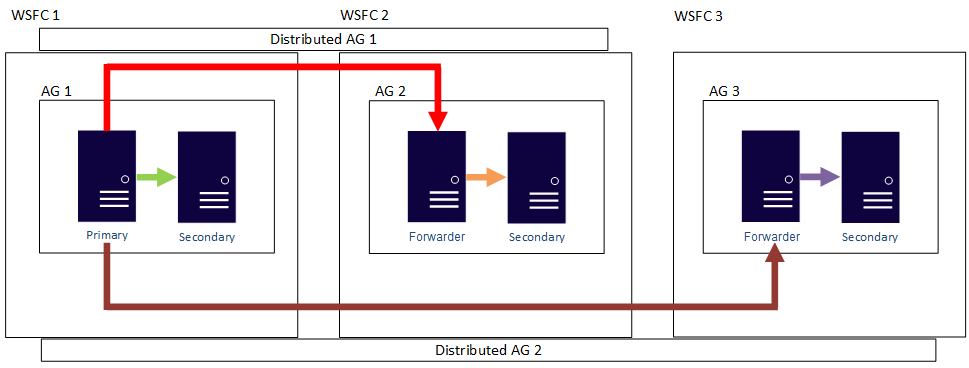 WSFC 1
WSFC 2
WSFC 3
Distributed AG 1
AG 1
AG 2
AG 3
Primary
Secondary
Forwarder
Secondary
Forwarder
Secondary
Distributed AG 2